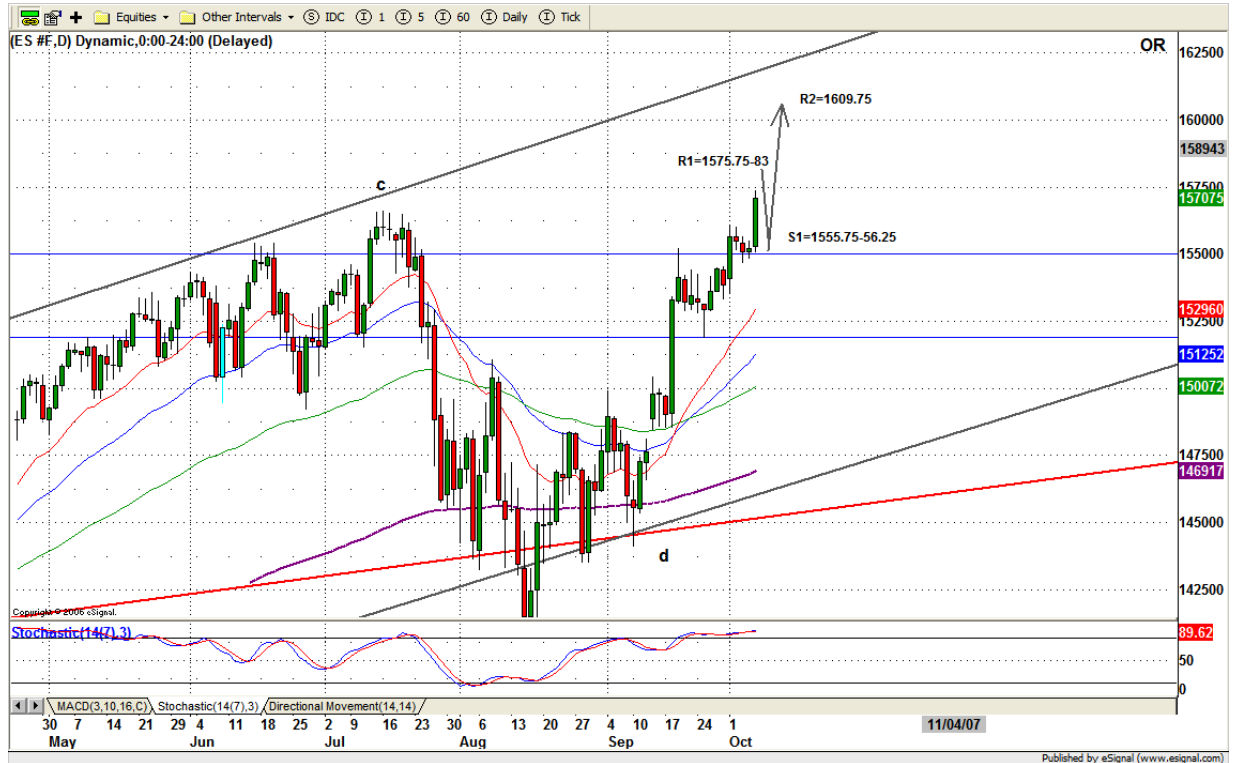 Equities Other Intervals S IDC I 1 I 5 I 60 I Daily I Tick
(ES #F,D) Dynamic,0:00-24:00 (Delayed)
OR
162500
R2=1609.75
160000
158943
R1=1575.75-83
c
157500
157075
S1=1555.75-56.25
155000
152960
152500
151252
150072
147500
146917
145000
d
142500
Copyright © 2006 eSignal.
Stochastic(14(7),3)
89.62
50
0
MACD(3,10,16,C) Stochastic(14(7),3) Directional Movement(14,14)
30 7 14 21 29 4 11 18 25 2 9 16 23 30 6 13 20 27 4 10 17 24 1 11/04/07
May Jun Jul Aug Sep Oct
Published by eSignal (www.esignal.com)